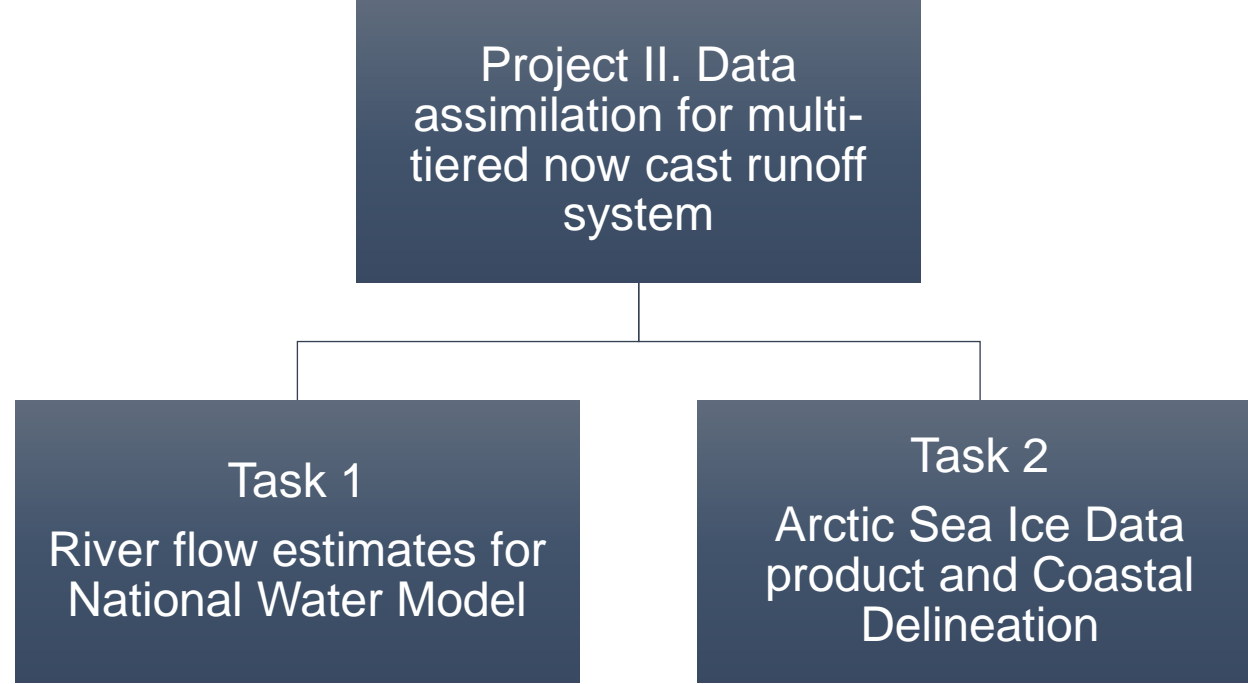 Project II. Data
assimilation for multi-
tiered now cast runoff
system
Task 1
River flow estimates for
National Water Model
Task 2
Arctic Sea Ice Data
product and Coastal
Delineation